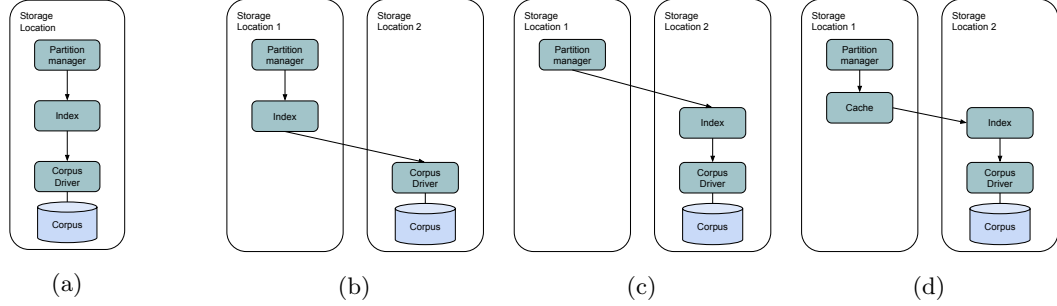 Storage
Location
Partition
manager
Index
Corpus
Driver
Corpus
(a)
Storage
Location 1
Partition
manager
Index
Storage
Location 2
Corpus
Driver
Corpus
(b)
Storage
Location 1
Partition
manager
Storage
Location 2
Index
Corpus
Driver
Corpus
(c)
Storage
Location 1
Partition
manager
Cache
Storage
Location 2
Index
Corpus
Driver
Corpus
(d)